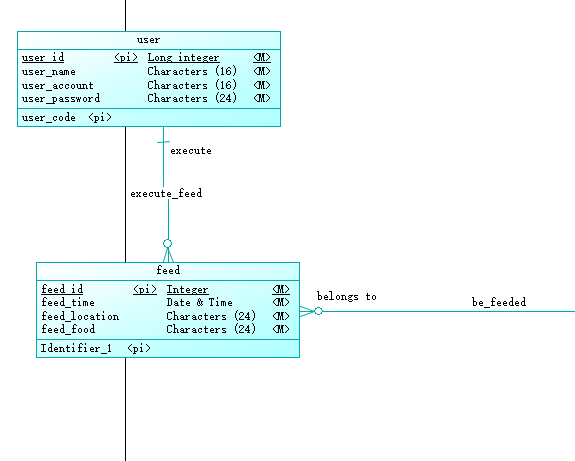 user
user_id <pi> Long integer <M>
user_name Characters (16) <M>
user_account Characters (16) <M>
user_password Characters (24) <M>
user_code <pi>
execute
execute_feed
feed
feed_id <pi> Integer <M>
feed_time Date & Time <M>
feed_location Characters (24) <M>
feed_food Characters (24) <M>
Identifier_1 <pi>
belongs to
be_feeded